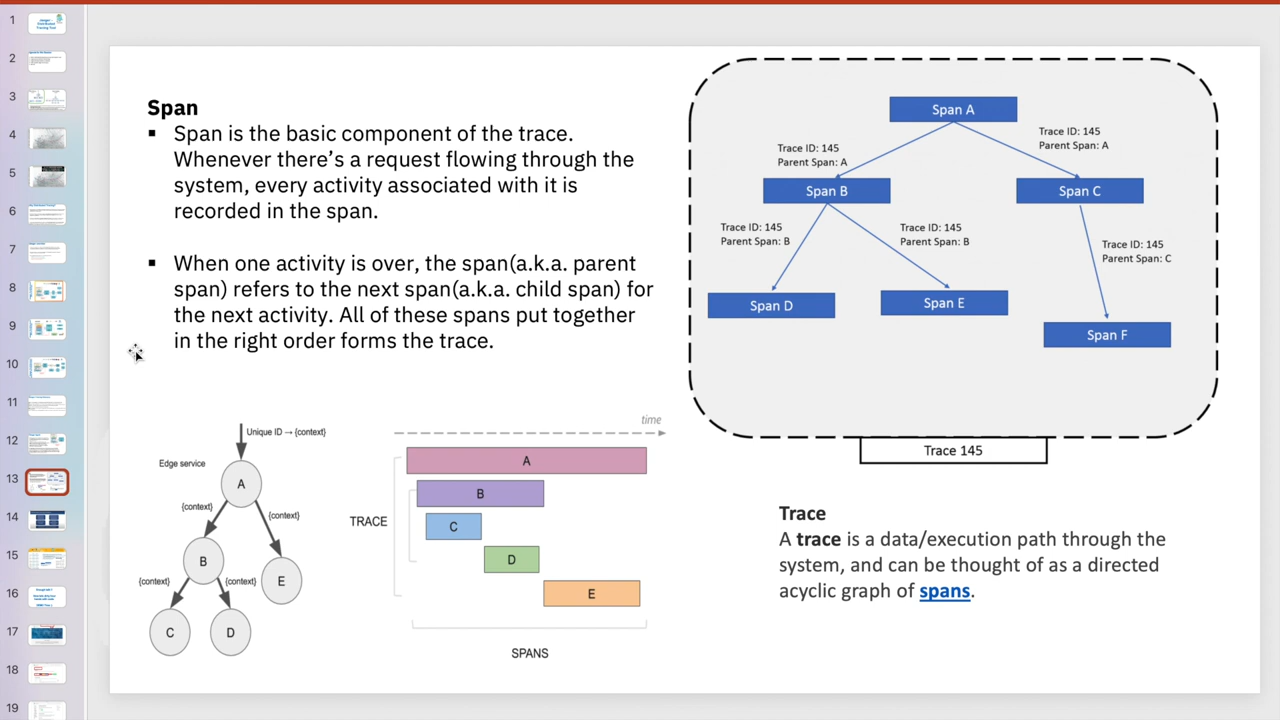 1
2
3
4
5
6
7
8
9
10
11
12
13
14
15
16
17
18
19
Span
▪ Span is the basic component of the trace.
Whenever there’s a request flowing through the
system, every activity associated with it is
recorded in the span.
▪ When one activity is over, the span(a.k.a. parent
span) refers to the next span(a.k.a. child span) for
the next activity. All of these spans put together
in the right order forms the trace.
Span A
Trace ID: 145
Parent Span: A
Trace ID: 145
Parent Span: A
Span B
Span C
Trace ID: 145
Parent Span: B
Trace ID: 145
Parent Span: B
Trace ID: 145
Parent Span: C
Span D
Span E
Span F
Trace 145
Unique ID → {context}
Edge service
A
{context}
{context}
B
E
{context}
{context}
C
D
time
TRACE
A
B
C
D
E
SPANS
Trace
A trace is a data/execution path through the
system, and can be thought of as a directed
acyclic graph of spans.